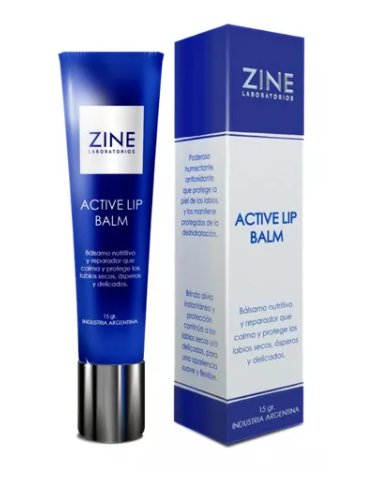 ZINE
LABORATORIOS
ACTIVE LIP
BALM
Bálsamo nutritivo
y reparador que
calma y protege los
labios secos, ásperos
y delicados.
15 gr.
INDUSTRIA ARGENTINA
ZINE
LABORATORIOS
Poderoso
humectante,
antioxidante
que protege la
piel de los labios
y los mantiene
protegidos de la
deshidratación.
Brinda alivio
instantáneo y
protección
continúa a los
labios secos y/o
delicados, para
una apariencia
suave y flexible.
ACTIVE LIP
BALM
Bálsamo nutritivo
y reparador que
calma y protege los
labios secos, ásperos
y delicados.
15 gr.
INDUSTRIA ARGENTINA